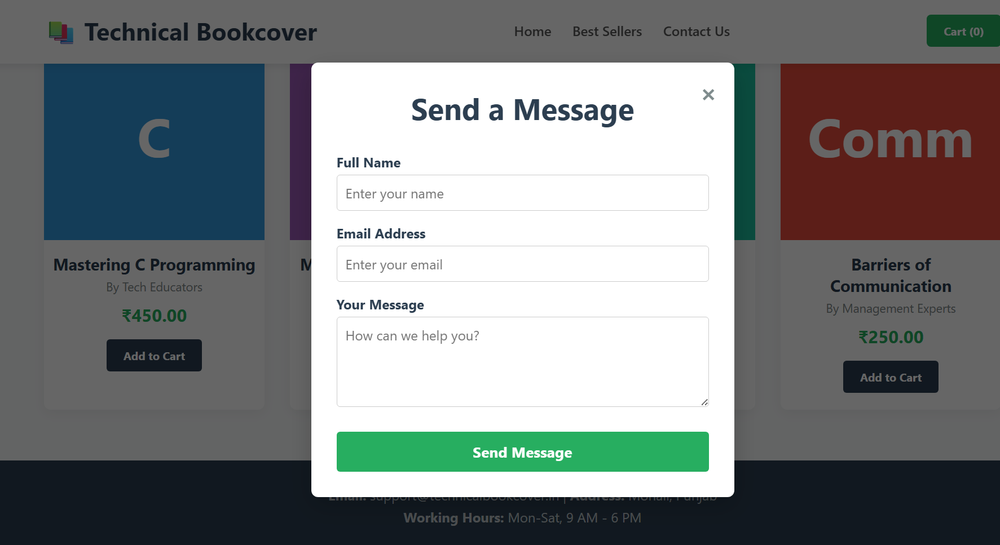 Technical Bookcover
Home Best Sellers Contact Us
Cart (0)
C
Comm
Mastering C Programming
By Tech Educators
₹450.00
Add to Cart
M
Barriers of
Communication
By Management Experts
₹250.00
Add to Cart
Send a Message
×
Full Name
Enter your name
Email Address
Enter your email
Your Message
How can we help you?
Send Message
Email: support@technicalbookcover.in | Address: Mohali, Punjab
Working Hours: Mon-Sat, 9 AM - 6 PM